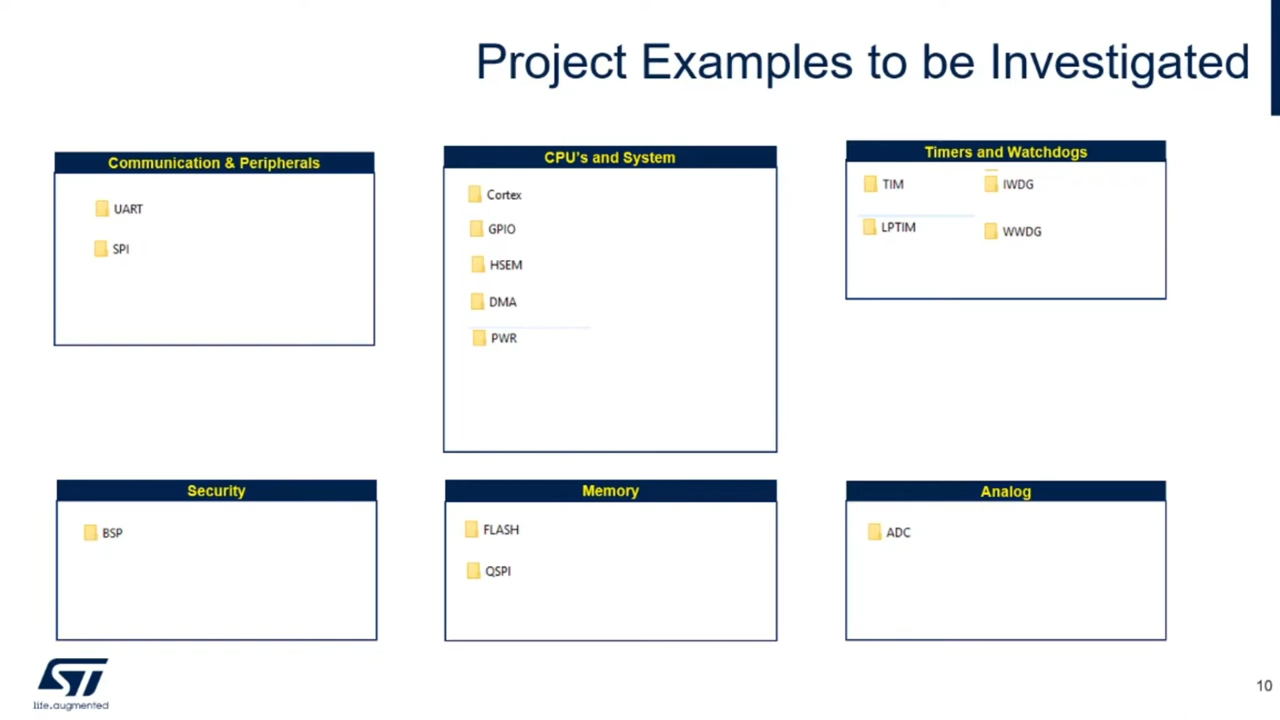 Project Examples to be Investigated
Communication & Peripherals
UART
SPI
CPU's and System
Cortex
GPIO
HSEM
DMA
PWR
Timers and Watchdogs
TIM
IWDG
LPTIM
WWDG
Security
BSP
Memory
FLASH
QSPI
Analog
ADC
ST
life.augmented
10